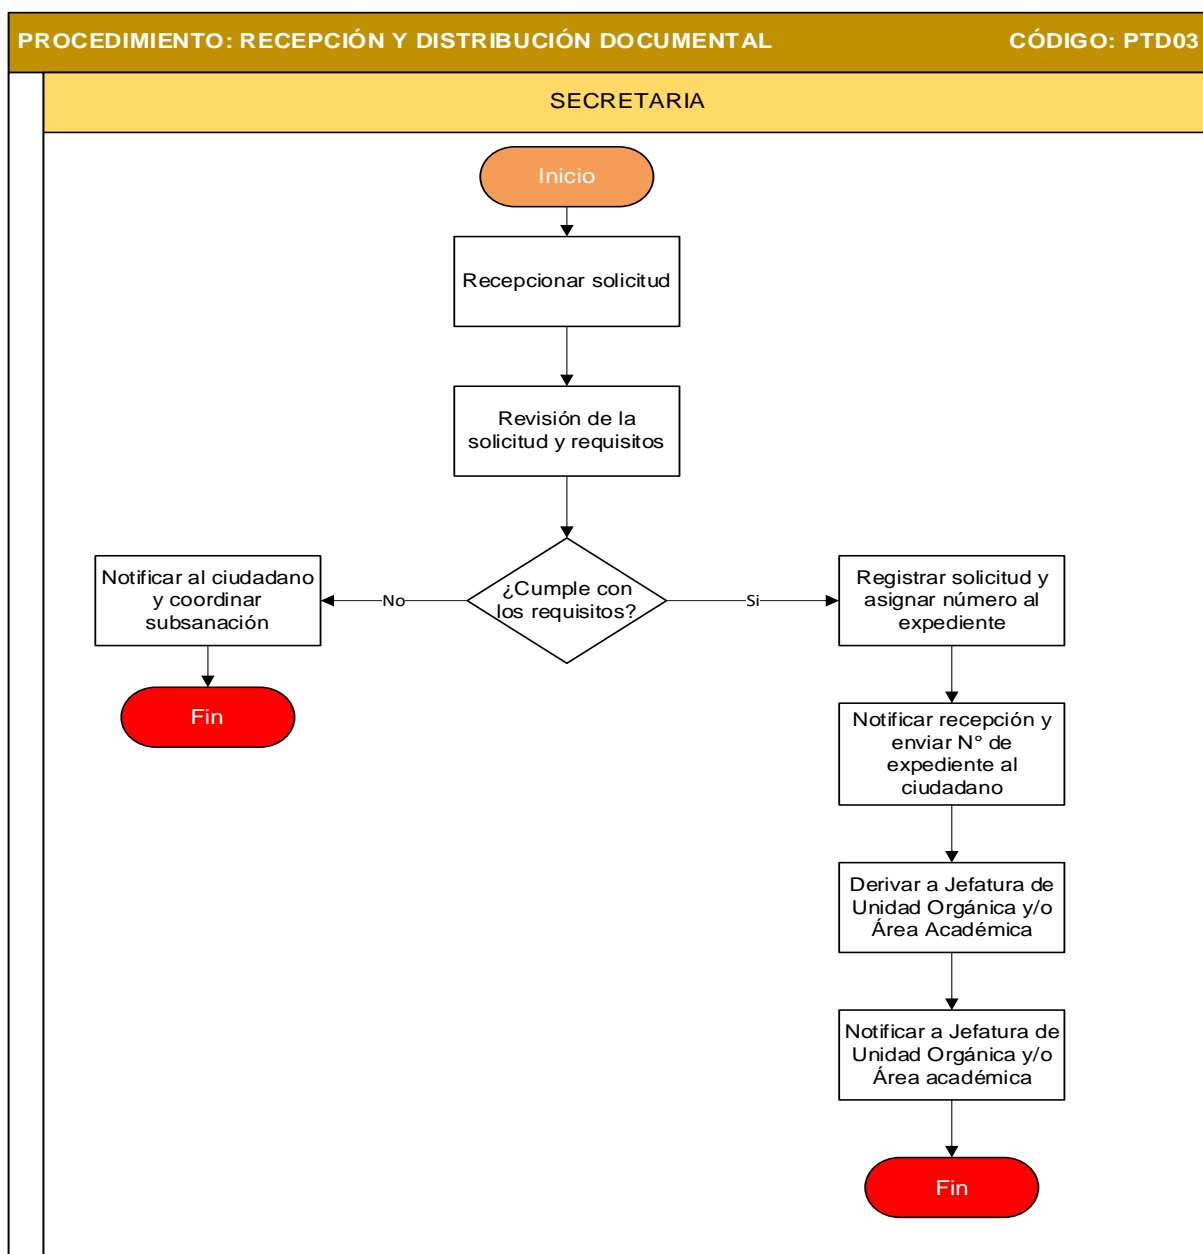 PROCEDIMIENTO: RECEPCIÓN Y DISTRIBUCIÓN DOCUMENTAL
CÓDIGO: PTD03
SECRETARIA
Inicio
Recepcionar solicitud
Revisión de la
solicitud y requisitos
¿Cumple con
los requisitos?
No
Notificar al ciudadano
y coordinar
subsanación
Fin
Si
Registrar solicitud y
asignar número al
expediente
Notificar recepción y
enviar N° de
expediente al
ciudadano
Derivar a Jefatura de
Unidad Orgánica y/o
Área Académica
Notificar a Jefatura de
Unidad Orgánica y/o
Área académica
Fin